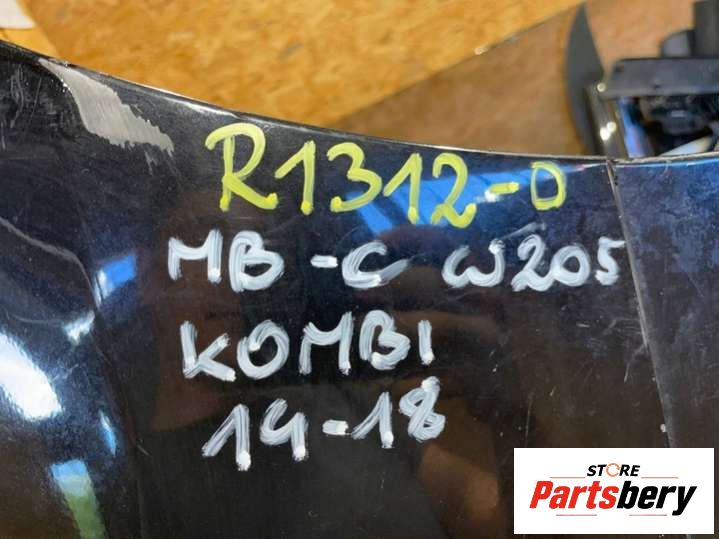 R1312-0
MB-C W205
KOMBI
14-18
STORE
Partsbery